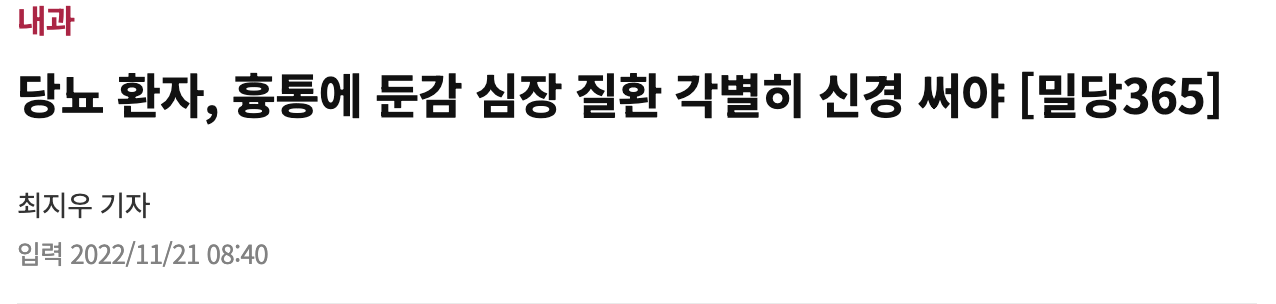 내과
당뇨 환자, 흉통에 둔감 심장 질환 각별히 신경 써야 [밀당365]
최지우 기자
입력 2022/11/21 08:40